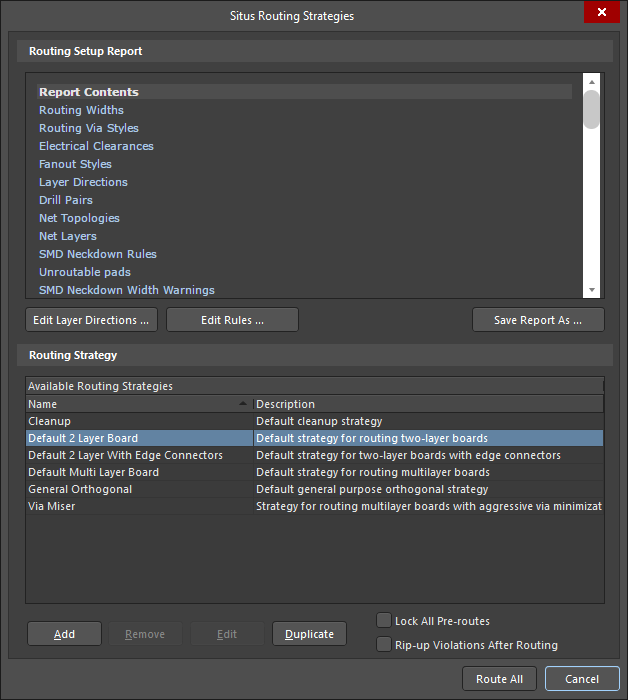 Situs Routing Strategies
Routing Setup Report
Report Contents
Routing Widths
Routing Via Styles
Electrical Clearances
Fanout Styles
Layer Directions
Drill Pairs
Net Topologies
Net Layers
SMD Neckdown Rules
Unroutable pads
SMD Neckdown Width Warnings
Edit Layer Directions ... Edit Rules ... Save Report As ...
Routing Strategy
Available Routing Strategies
Name Description
Cleanup Default cleanup strategy
Default 2 Layer Board Default strategy for routing two-layer boards
Default 2 Layer With Edge Connectors Default strategy for two-layer boards with edge connectors
Default Multi Layer Board Default strategy for routing multilayer boards
General Orthogonal Default general purpose orthogonal strategy
Via Miser Strategy for routing multilayer boards with aggressive via minimizat
Add Remove Edit Duplicate
Lock All Pre-routes
Rip-up Violations After Routing
Route All Cancel